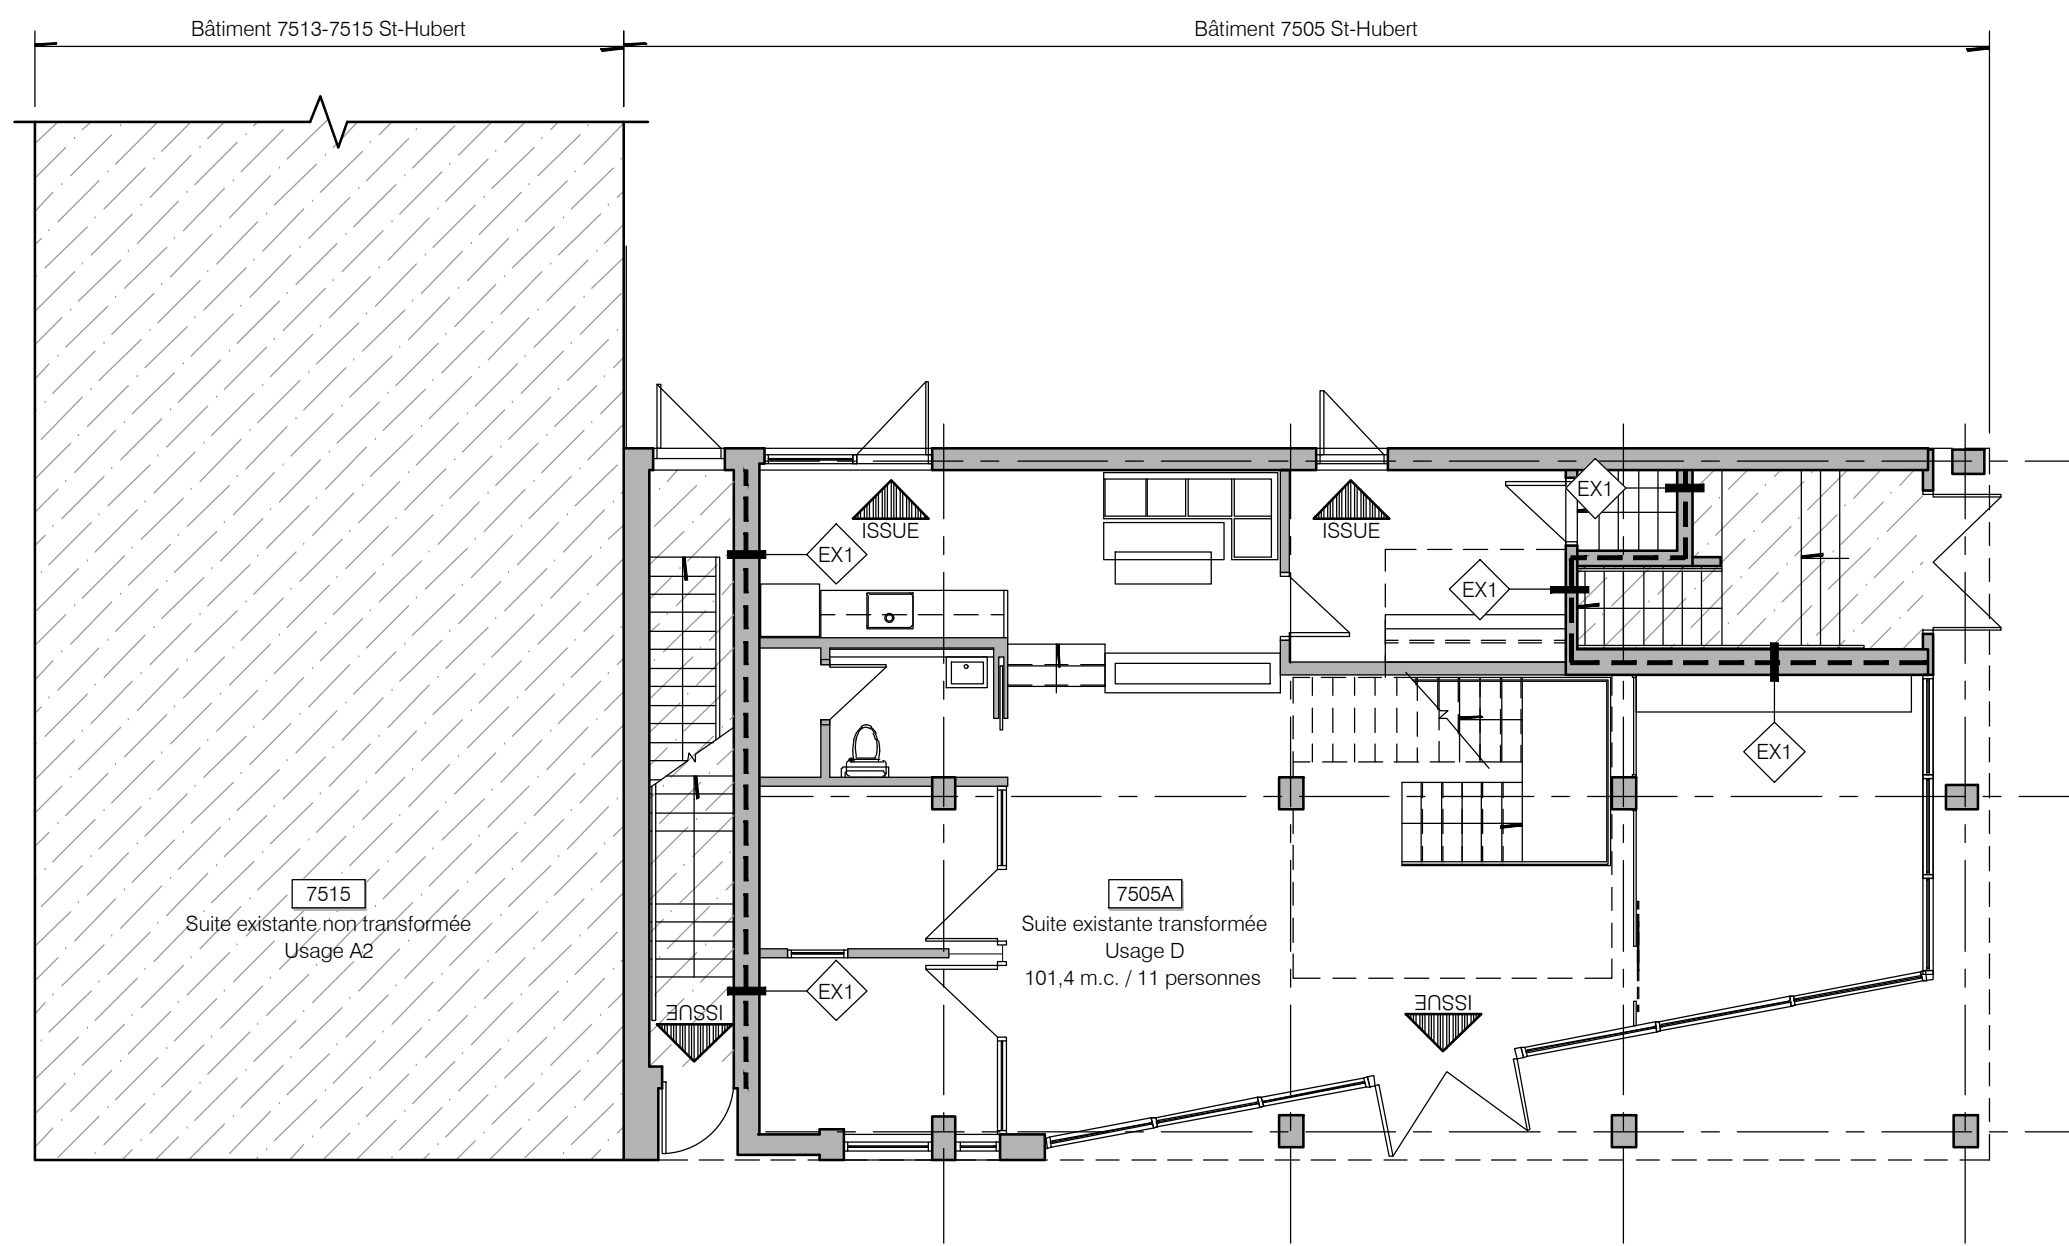 Bâtiment 7513-7515 St-Hubert
Bâtiment 7505 St-Hubert
EX1
ISSUE
ISSUE
EX1
EX1
EX1
7515
Suite existante non transformée
Usage A2
7505A
Suite existante transformée
Usage D
101,4 m.c. / 11 personnes
EX1
ISSUE
ISSUE